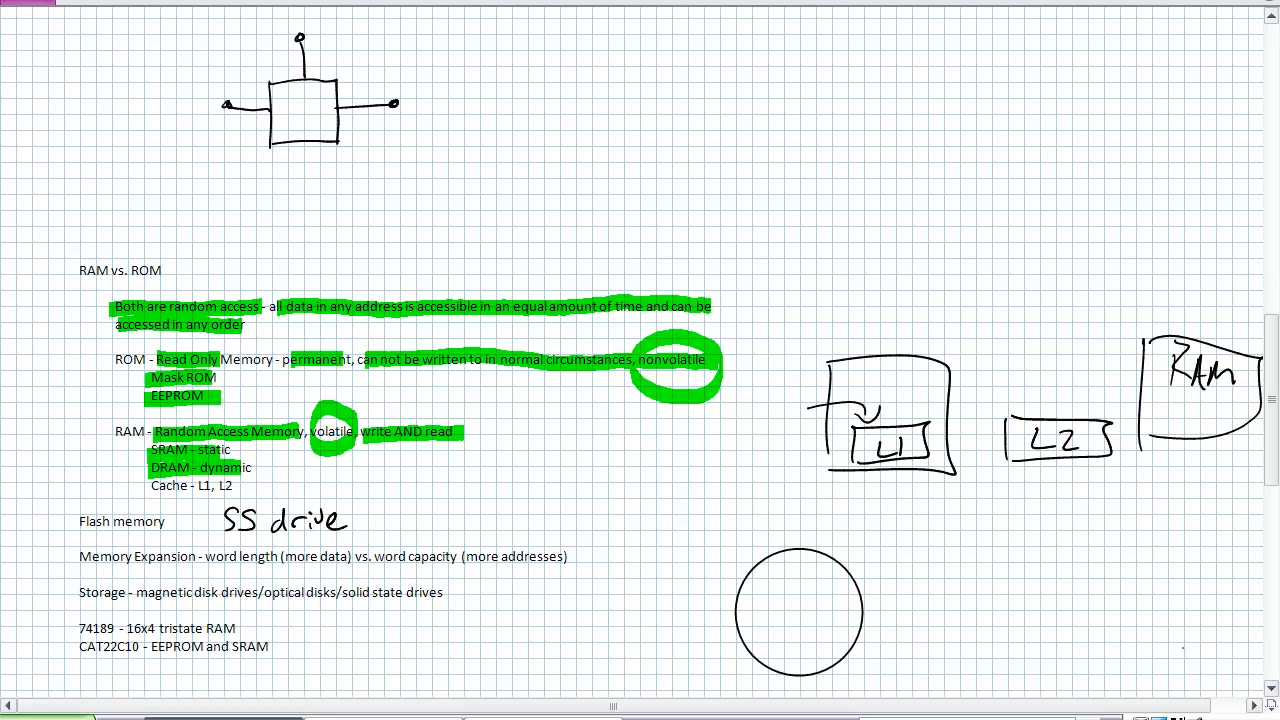 RAM vs. ROM
Both are random access - all data in any address is accessible in an equal amount of time and can be
accessed in any order
ROM - Read Only Memory - permanent, can not be written to in normal circumstances, nonvolatile
Mask ROM
EEPROM
RAM - Random Access Memory, volatile, write AND read
SRAM - static
DRAM - dynamic
Cache - L1, L2
L1
L2
RAM
Flash memory SS drive
Memory Expansion - word length (more data) vs. word capacity (more addresses)
Storage - magnetic disk drives/optical disks/solid state drives
74189 - 16x4 tristate RAM
CAT22C10 - EEPROM and SRAM